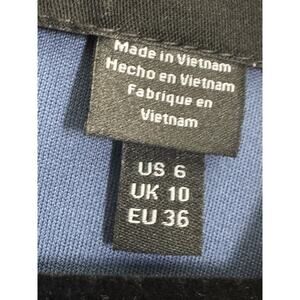 Made in Vietnam
Hecho en Vietnam
Fabrique en
Vietnam
US 6
UK 10
EU 36